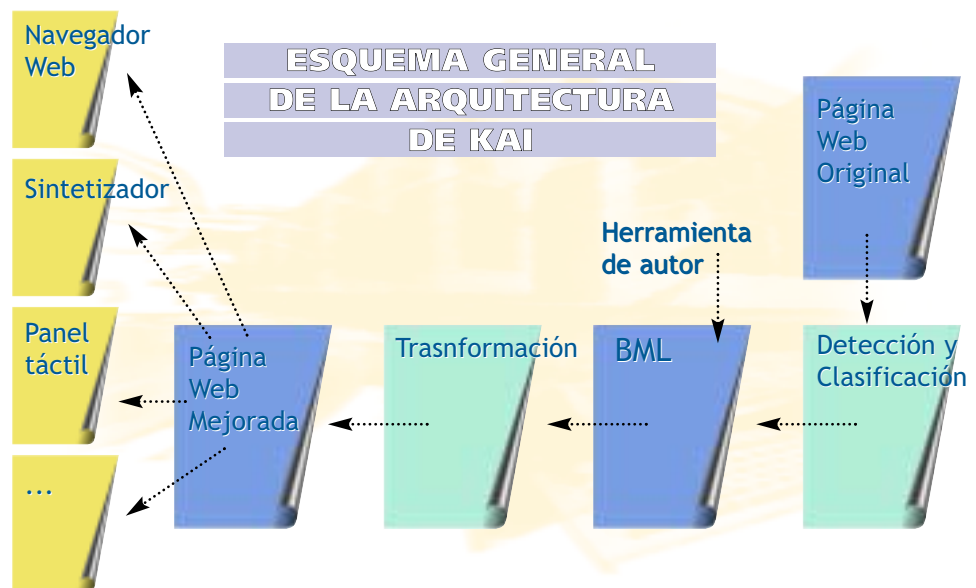 ESQUEMA GENERAL
DE LA ARQUITECTURA
DE KAI
Navegador
Web
Sintetizador
Panel
táctil
...
Página
Web
Mejorada
Trasnformación
Herramienta
de autor
BML
Página
Web
Original
Detección y
Clasificación